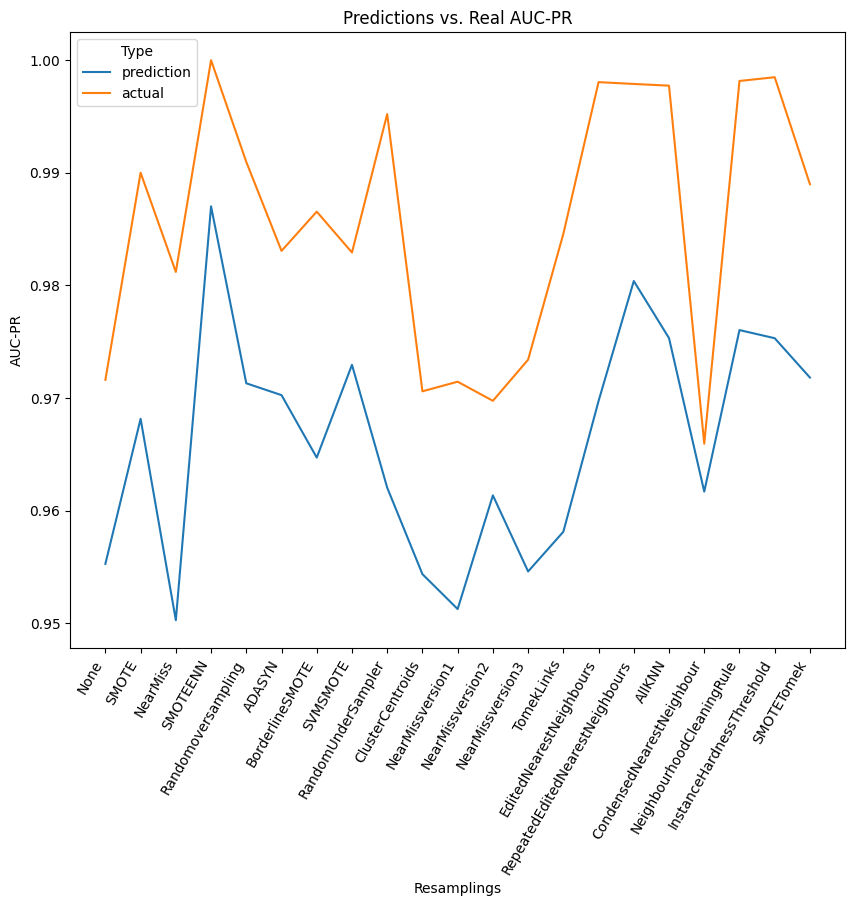 Predictions vs. Real AUC-PR
Type
prediction
actual
AUC-PR
1.00
0.99
0.98
0.97
0.96
0.95
None
SMOTE
NearMiss
SMOTEENN
Randomoversampling
ADASYN
BorderlineSMOTE
SVMSMOTE
RandomUnderSampler
ClusterCentroids
NearMissversion1
NearMissversion2
NearMissversion3
TomekLinks
EditedNearestNeighbours
RepeatedEditedNearestNeighbours
AllKNN
CondensedNearestNeighbour
NeighbourhoodCleaningRule
InstanceHardnessThreshold
SMOTETomek
Resamplings